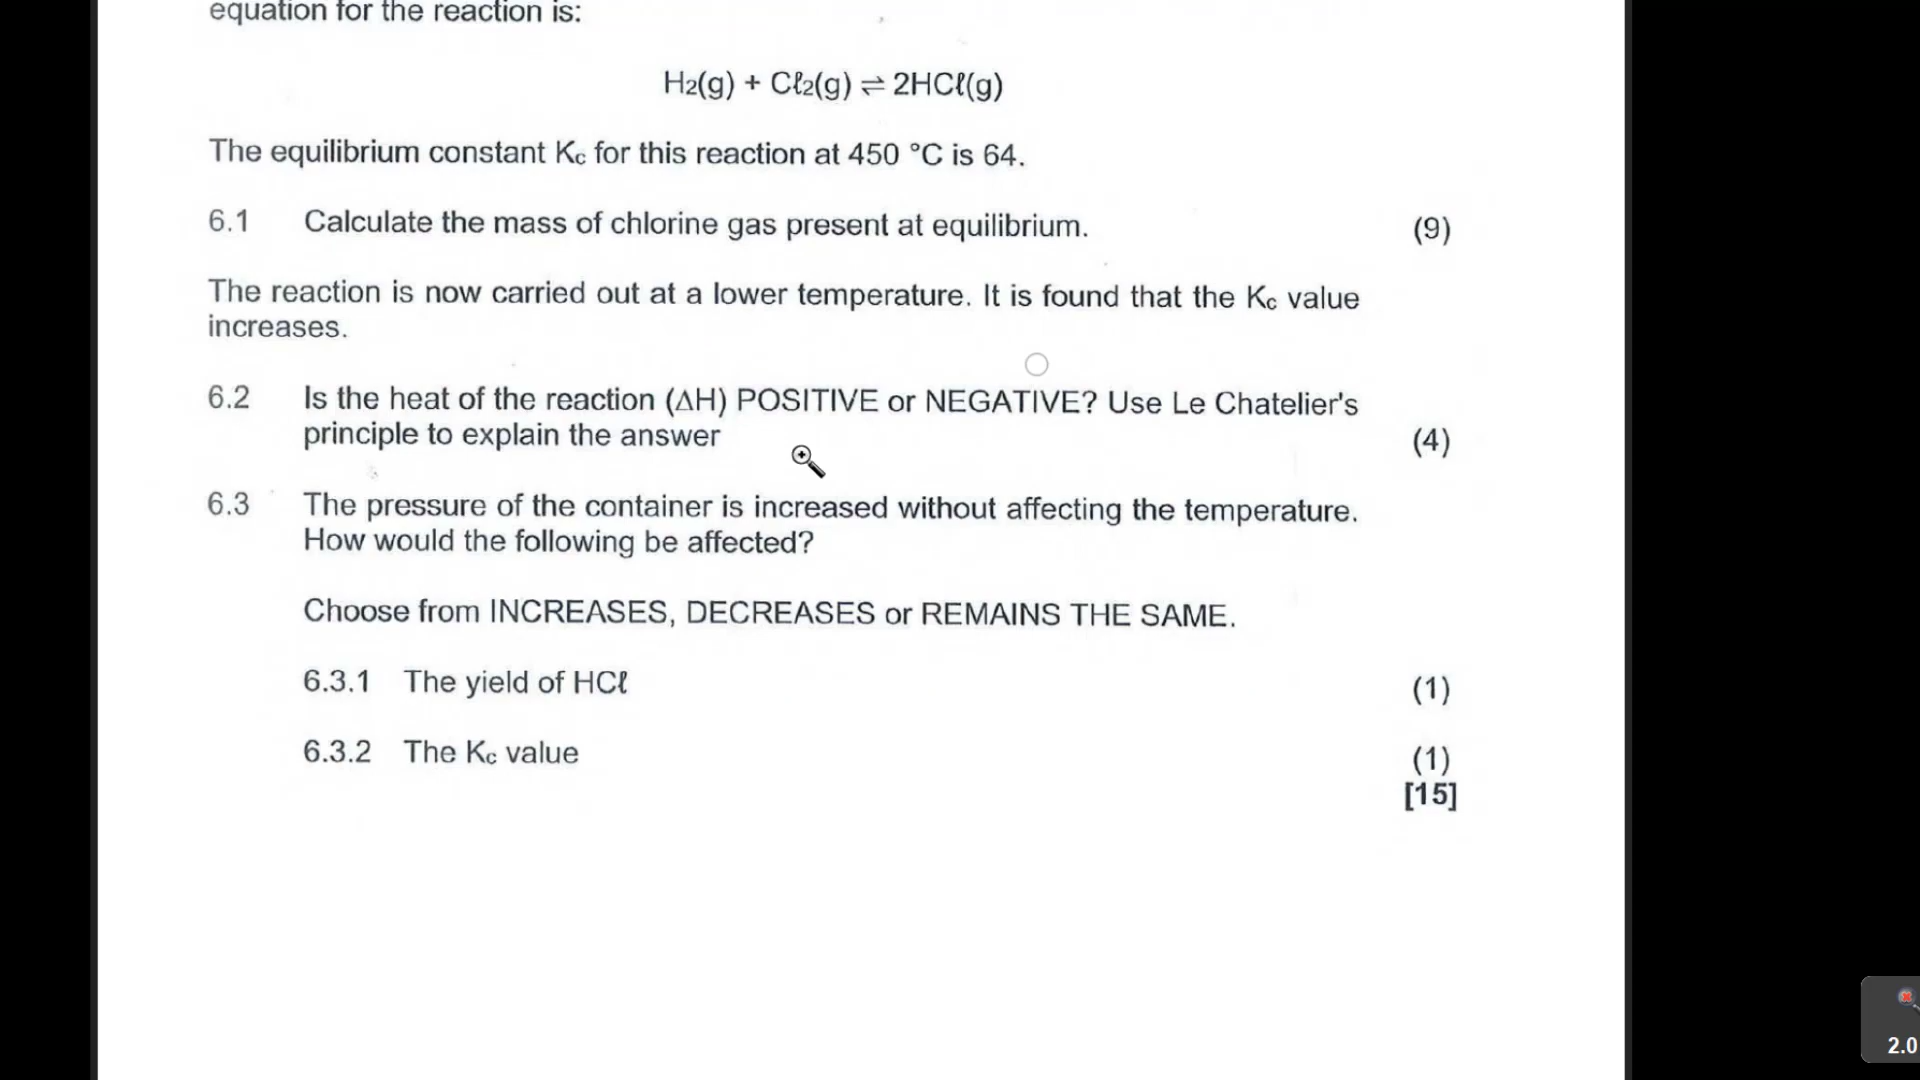 equation for the reaction is:
H2(g) + Cℓ2(g) ⇌ 2HCℓ(g)
The equilibrium constant Kc for this reaction at 450 °C is 64.
6.1 Calculate the mass of chlorine gas present at equilibrium. (9)
The reaction is now carried out at a lower temperature. It is found that the Kc value
increases.
6.2 Is the heat of the reaction (ΔH) POSITIVE or NEGATIVE? Use Le Chatelier's
principle to explain the answer (4)
6.3 The pressure of the container is increased without affecting the temperature.
How would the following be affected?
Choose from INCREASES, DECREASES or REMAINS THE SAME.
6.3.1 The yield of HCℓ (1)
6.3.2 The Kc value (1)
[15]
2.0